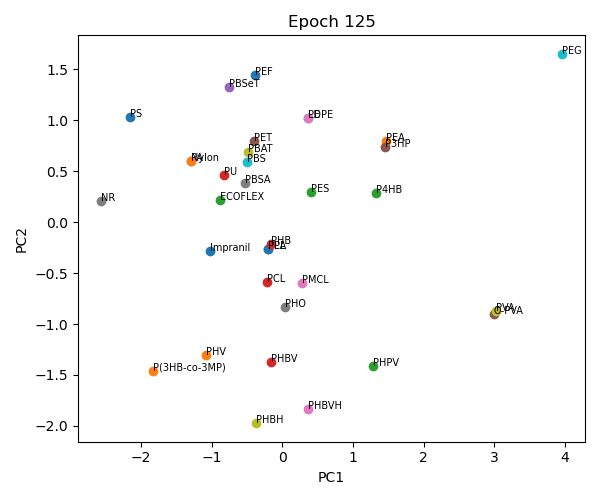 Epoch 125
PEG
PEF
PBSeT
PS
LDPE
PET
PEA
P3HP
PBAT
Nylon
PBS
PU
PBSA
PES
P4HB
NR
ECOFLEX
PHB
Impranil
PCL
PMCL
PHO
PVA
O-PVA
PHV
P(3HB-co-3MP)
PHBV
PHPV
PHBVH
PHBH
1.5
1.0
0.5
0.0
−0.5
−1.0
−1.5
−2.0
PC2
−2 −1 0 1 2 3 4
PC1